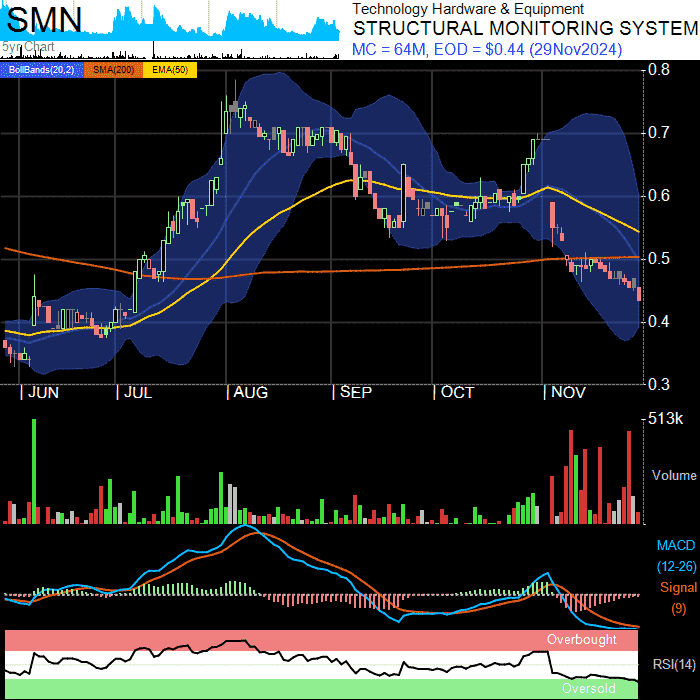 SMN
5yr Chart
Technology Hardware & Equipment
STRUCTURAL MONITORING SYSTEM
MC = 64M, EOD = $0.44 (29Nov2024)
BollBands(20,2) SMA(200) EMA(50)
0.8
0.7
0.6
0.5
0.4
0.3
JUN JUL AUG SEP OCT NOV
513k
Volume
MACD
(12-26)
Signal
(9)
Overbought
RSI(14)
Oversold